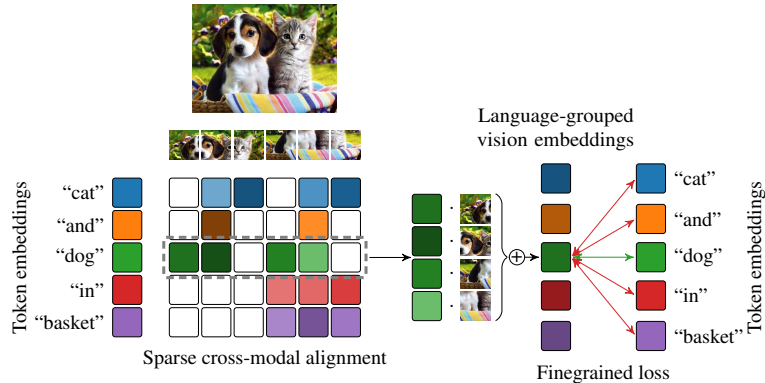 Language-grouped
vision embeddings
Token embeddings
“cat”
“and”
“dog”
“in”
“basket”
“cat”
“and”
“dog”
“in”
“basket”
Token embeddings
Sparse cross-modal alignment
Finegrained loss